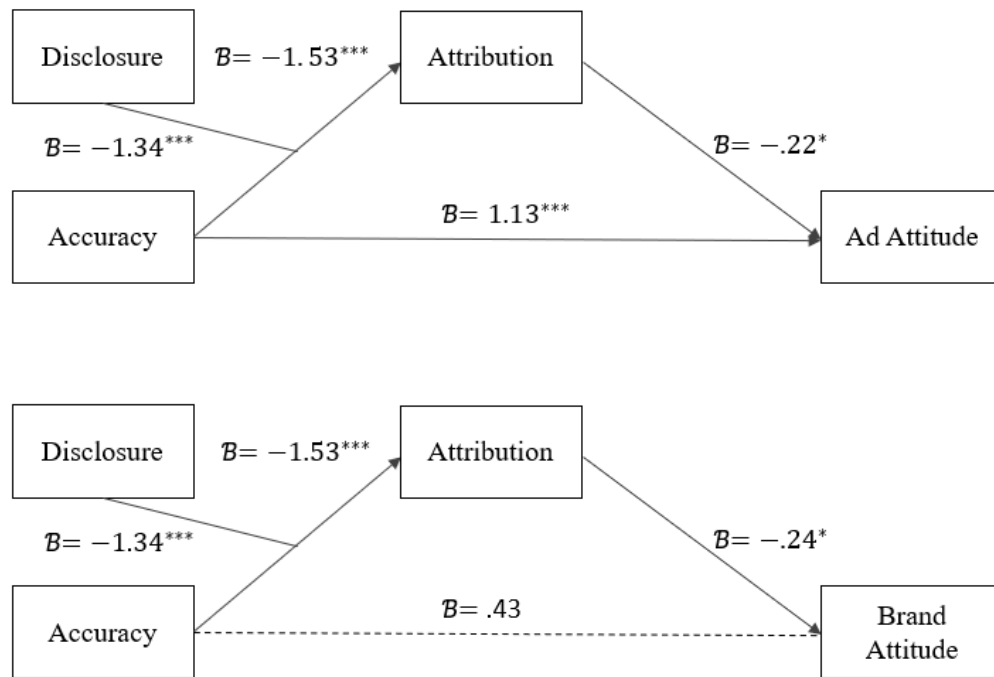 Disclosure
ℬ= −1.53***
Attribution
ℬ= −1.34***
ℬ= −.22*
Accuracy
ℬ= 1.13***
Ad Attitude
Disclosure
ℬ= −1.53***
Attribution
ℬ= −1.34***
ℬ= −.24*
Accuracy
ℬ= .43
Brand
Attitude